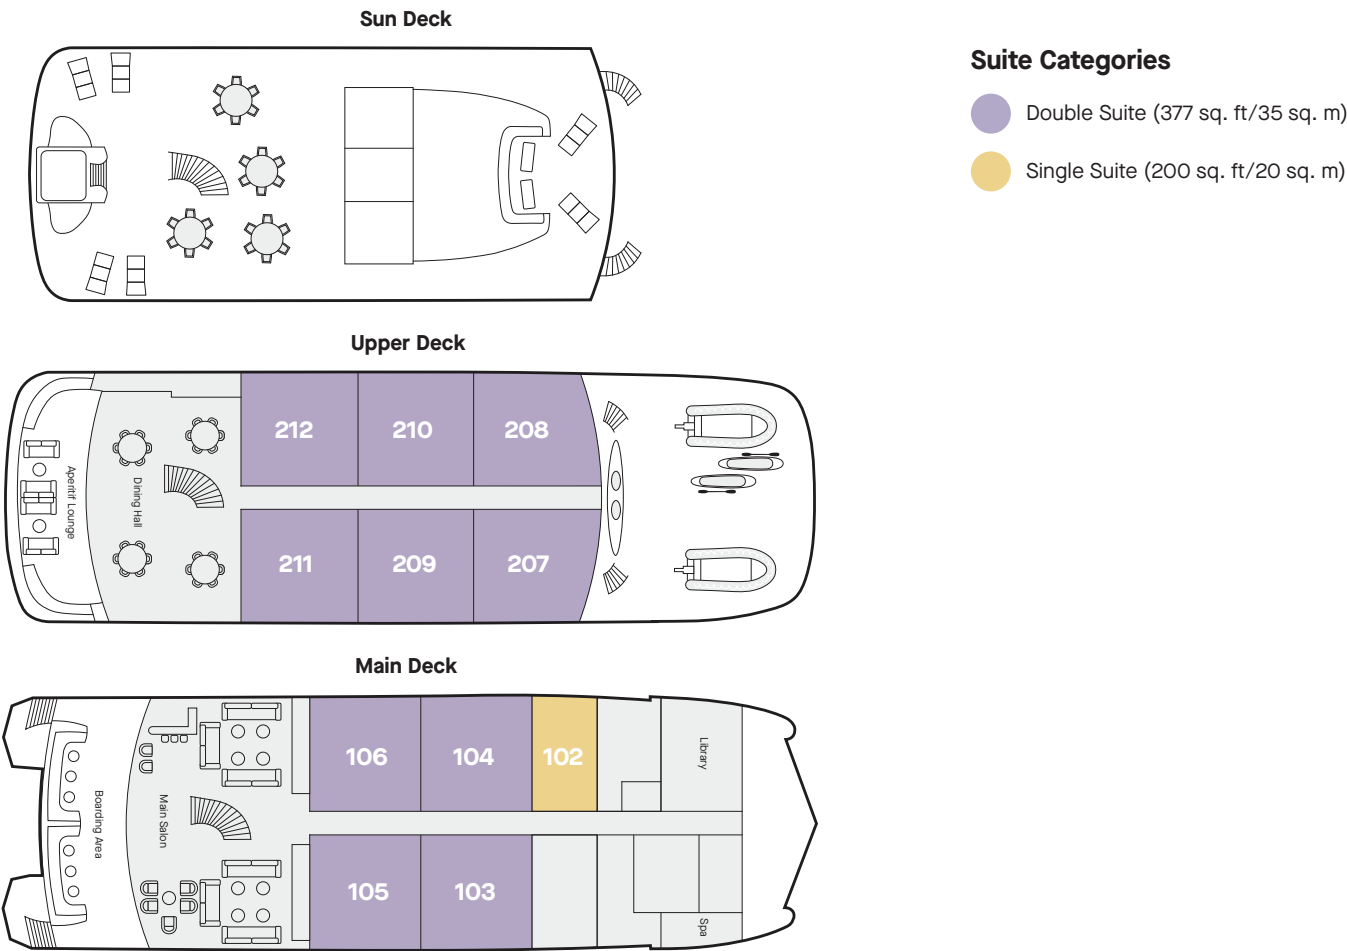 Sun Deck
Suite Categories
Double Suite (377 sq. ft/35 sq. m)
Single Suite (200 sq. ft/20 sq. m)
Upper Deck
212
210
208
Aperitif Lounge
Dining Hall
211
209
207
Main Deck
106
104
102
Library
Boarding Area
Main Salon
105
103
Spa